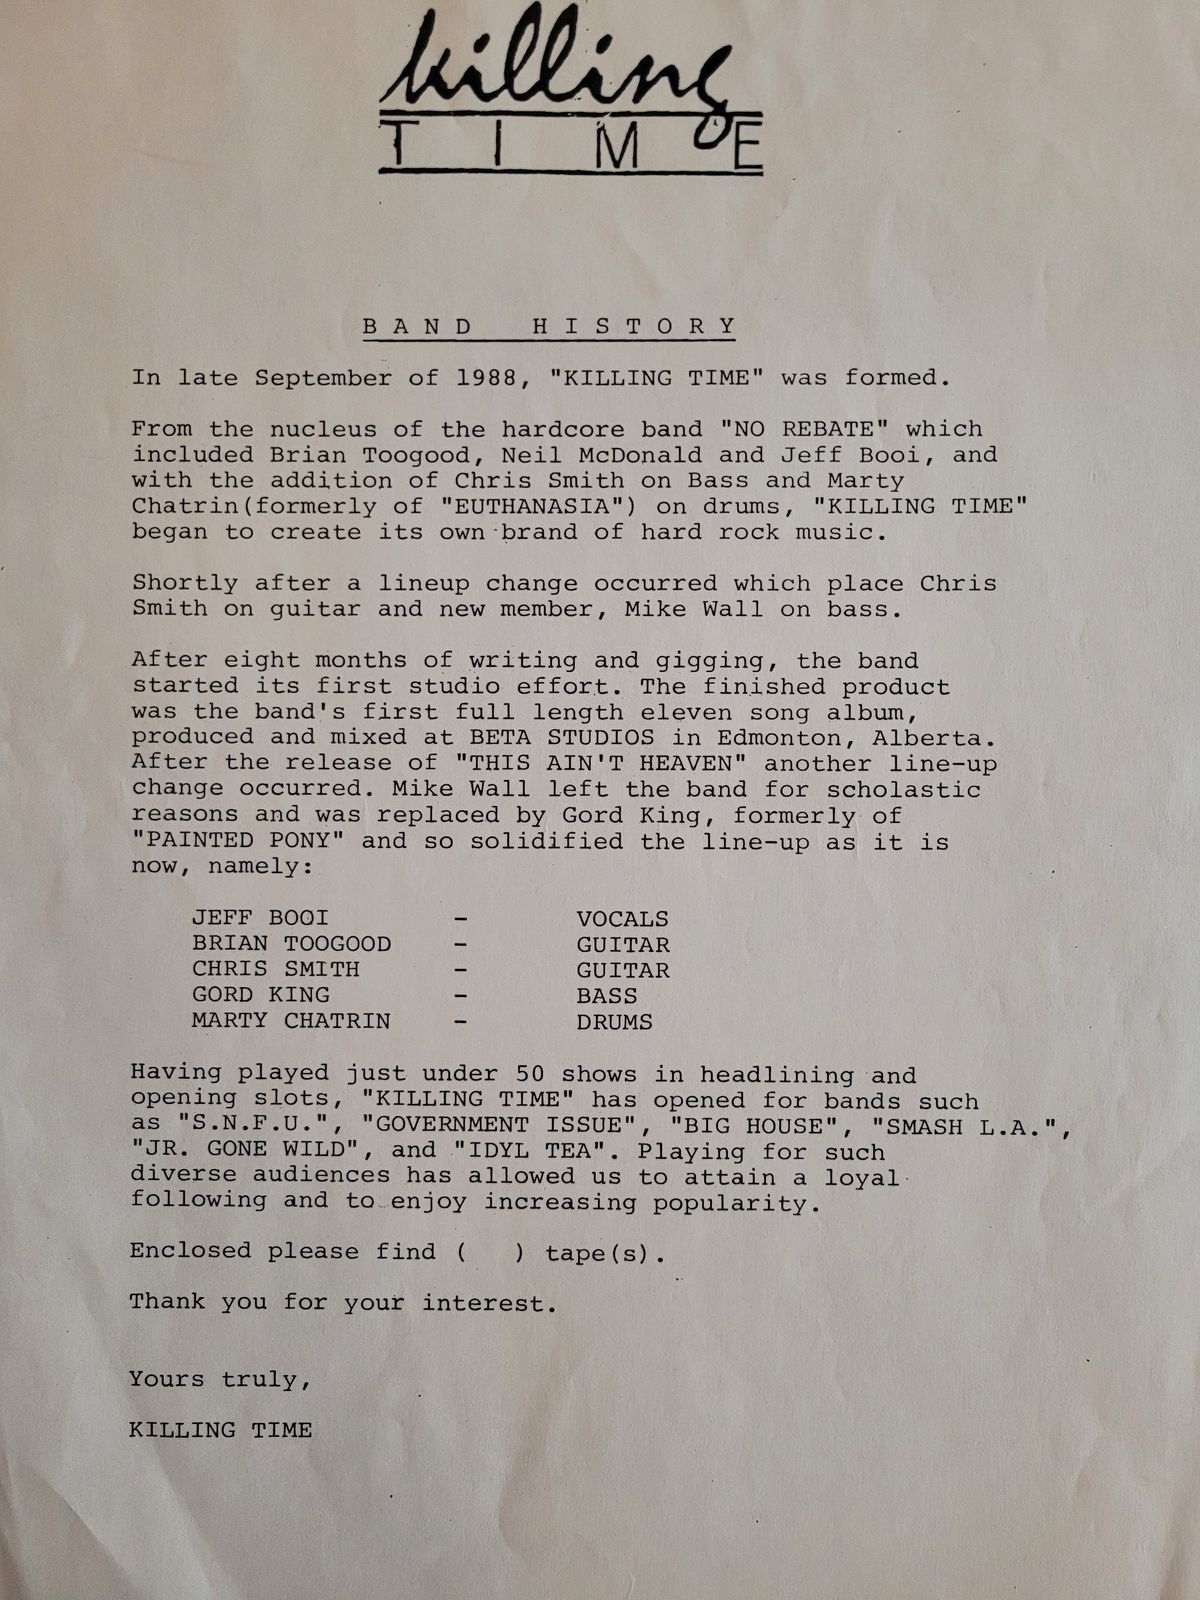 killing
TIME
BAND HISTORY
In late September of 1988, "KILLING TIME" was formed.
From the nucleus of the hardcore band "NO REBATE" which
included Brian Toogood, Neil McDonald and Jeff Booi, and
with the addition of Chris Smith on Bass and Marty
Chatrin(formerly of "EUTHANASIA") on drums, "KILLING TIME"
began to create its own brand of hard rock music.
Shortly after a lineup change occurred which place Chris
Smith on guitar and new member, Mike Wall on bass.
After eight months of writing and gigging, the band
started its first studio effort. The finished product
was the band's first full length eleven song album,
produced and mixed at BETA STUDIOS in Edmonton, Alberta.
After the release of "THIS AIN'T HEAVEN" another line-up
change occurred. Mike Wall left the band for scholastic
reasons and was replaced by Gord King, formerly of
"PAINTED PONY" and so solidified the line-up as it is
now, namely:
JEFF BOOI - VOCALS
BRIAN TOOGOOD - GUITAR
CHRIS SMITH - GUITAR
GORD KING - BASS
MARTY CHATRIN - DRUMS
Having played just under 50 shows in headlining and
opening slots, "KILLING TIME" has opened for bands such
as "S.N.F.U.", "GOVERNMENT ISSUE", "BIG HOUSE", "SMASH L.A.",
"JR. GONE WILD", and "IDYL TEA". Playing for such
diverse audiences has allowed us to attain a loyal
following and to enjoy increasing popularity.
Enclosed please find (   ) tape(s).
Thank you for your interest.
Yours truly,
KILLING TIME